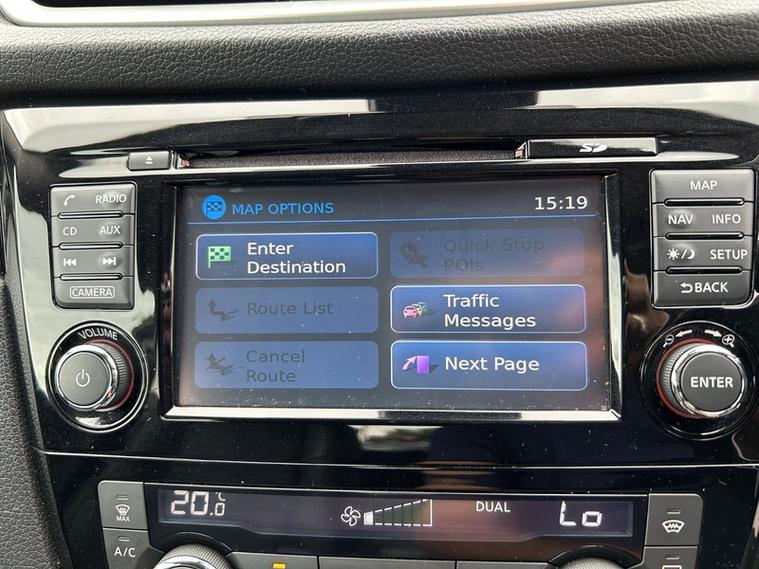 SD
RADIO
CD AUX
CAMERA
VOLUME
MAP OPTIONS
15:19
Enter
Destination
Quick Stop
POIs
Route List
Traffic
Messages
Cancel
Route
Next Page
MAP
NAV INFO
SETUP
BACK
ENTER
MAX
A/C
20.0°C
DUAL
Lo